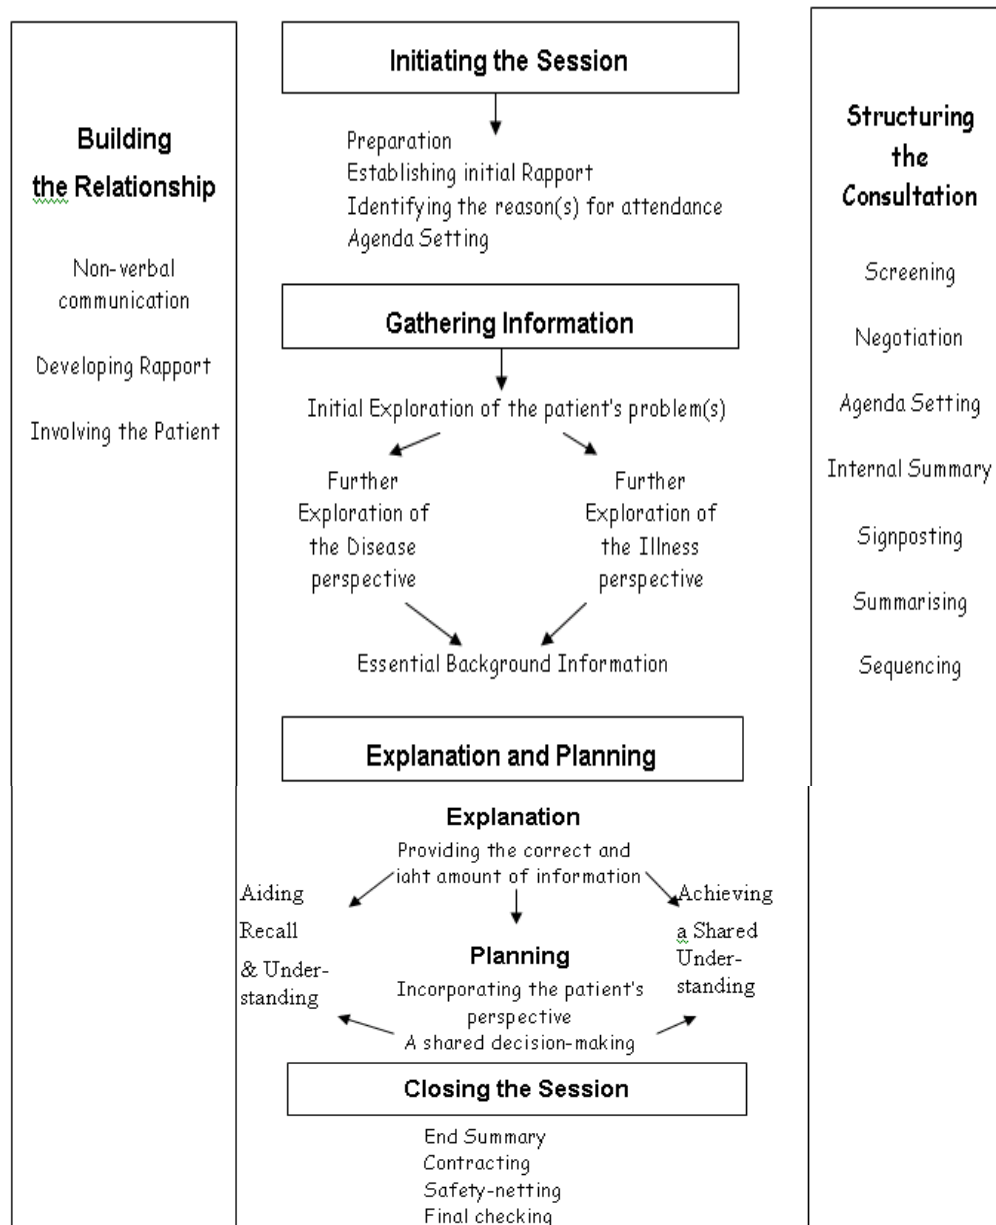 Building
the Relationship
Non-verbal
communication
Developing Rapport
Involving the Patient
Initiating the Session
Preparation
Establishing initial Rapport
Identifying the reason(s) for attendance
Agenda Setting
Gathering Information
Initial Exploration of the patient's problem(s)
Further
Exploration of
the Disease
perspective
Further
Exploration of
the Illness
perspective
Essential Background Information
Explanation and Planning
Explanation
Providing the correct and
iaht amount of information
Aiding
Recall
& Under-
standing
Achieving
a Shared
Under-
standing
Planning
Incorporating the patient's
perspective
A shared decision-making
Closing the Session
End Summary
Contracting
Safety-netting
Final checking
Structuring
the
Consultation
Screening
Negotiation
Agenda Setting
Internal Summary
Signposting
Summarising
Sequencing